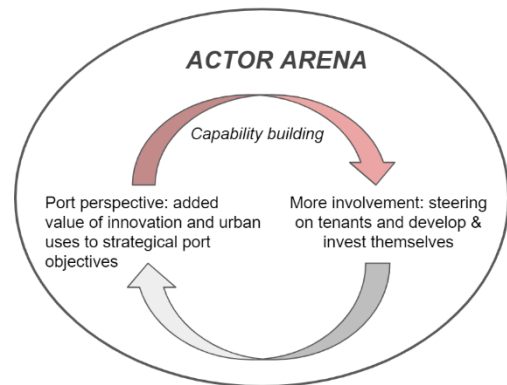 ACTOR ARENA
Capability building
Port perspective: added
value of innovation and urban
uses to strategical port
objectives
More involvement: steering
on tenants and develop &
invest themselves